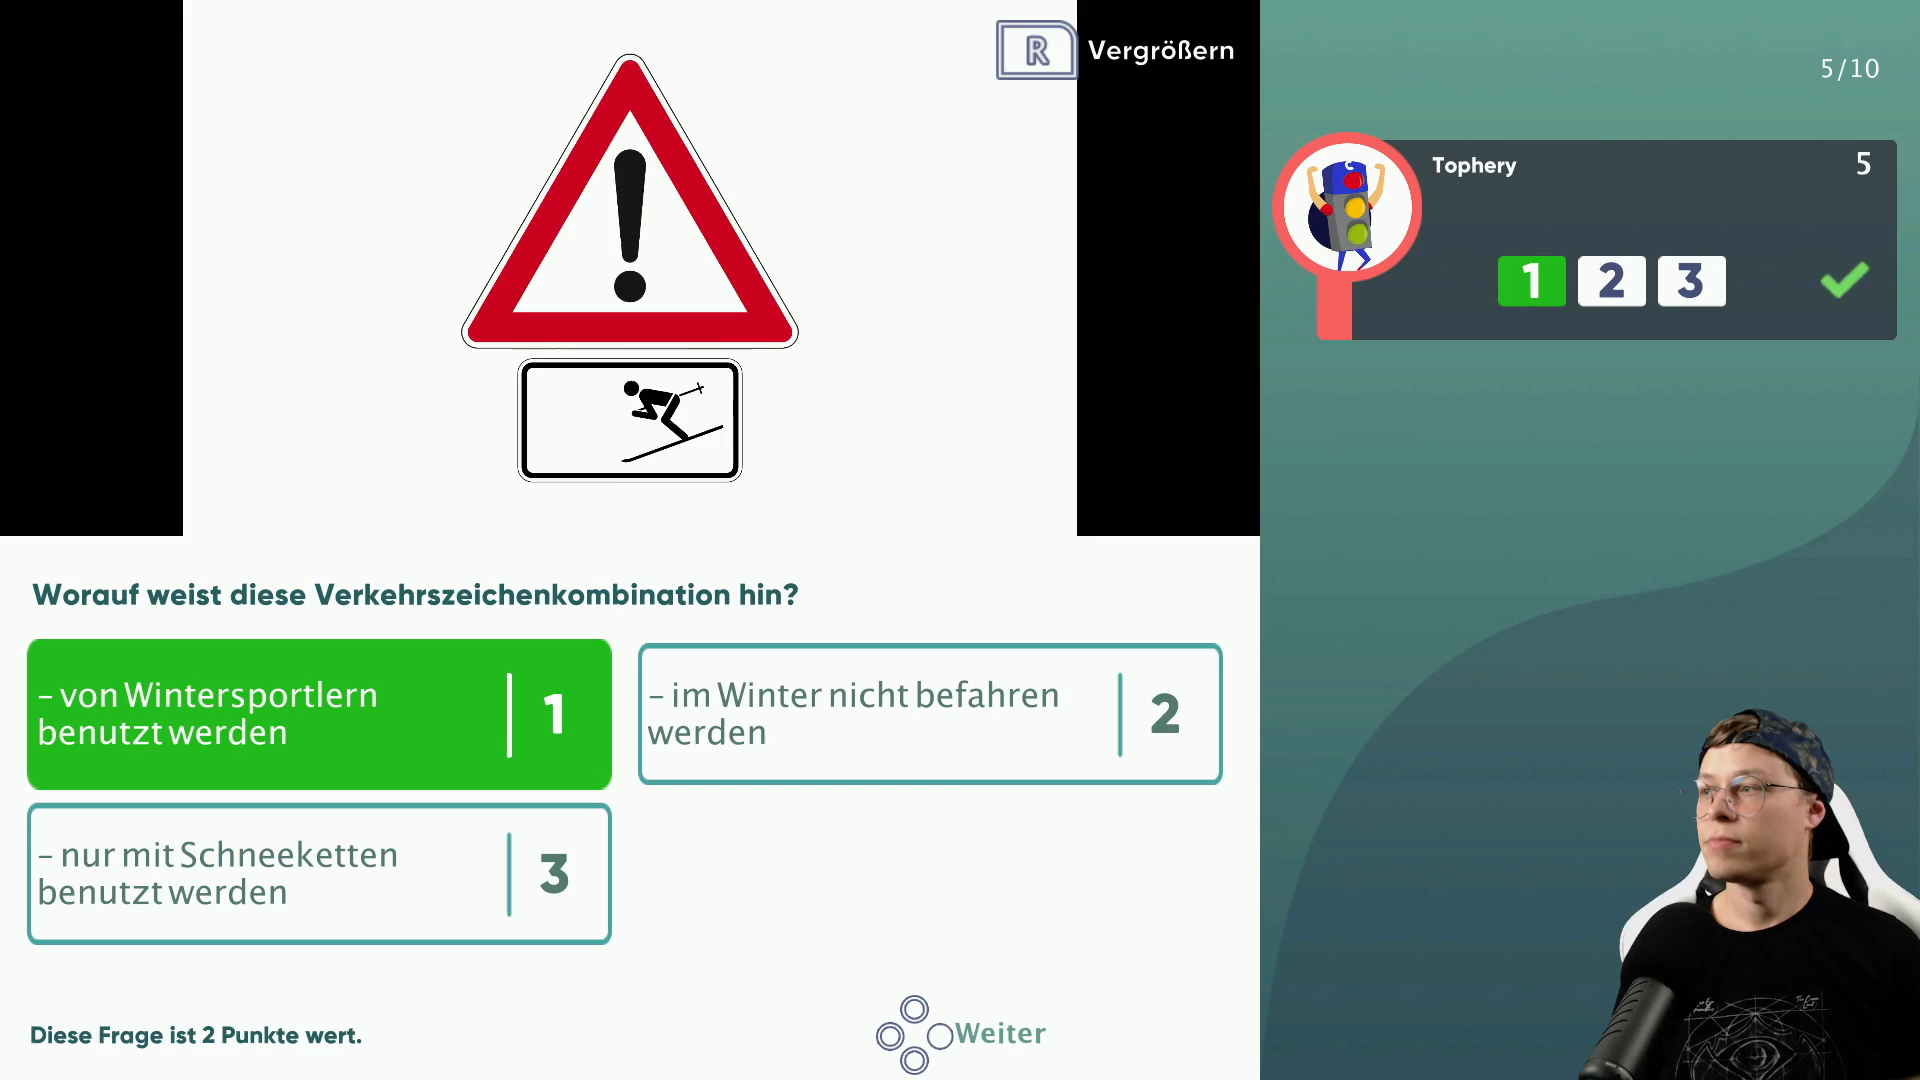 R Vergrößern
5/10
Tophery 5
1 2 3
Worauf weist diese Verkehrszeichenkombination hin?
– von Wintersportlern
benutzt werden
1
– im Winter nicht befahren
werden
2
– nur mit Schneeketten
benutzt werden
3
Diese Frage ist 2 Punkte wert.
Weiter